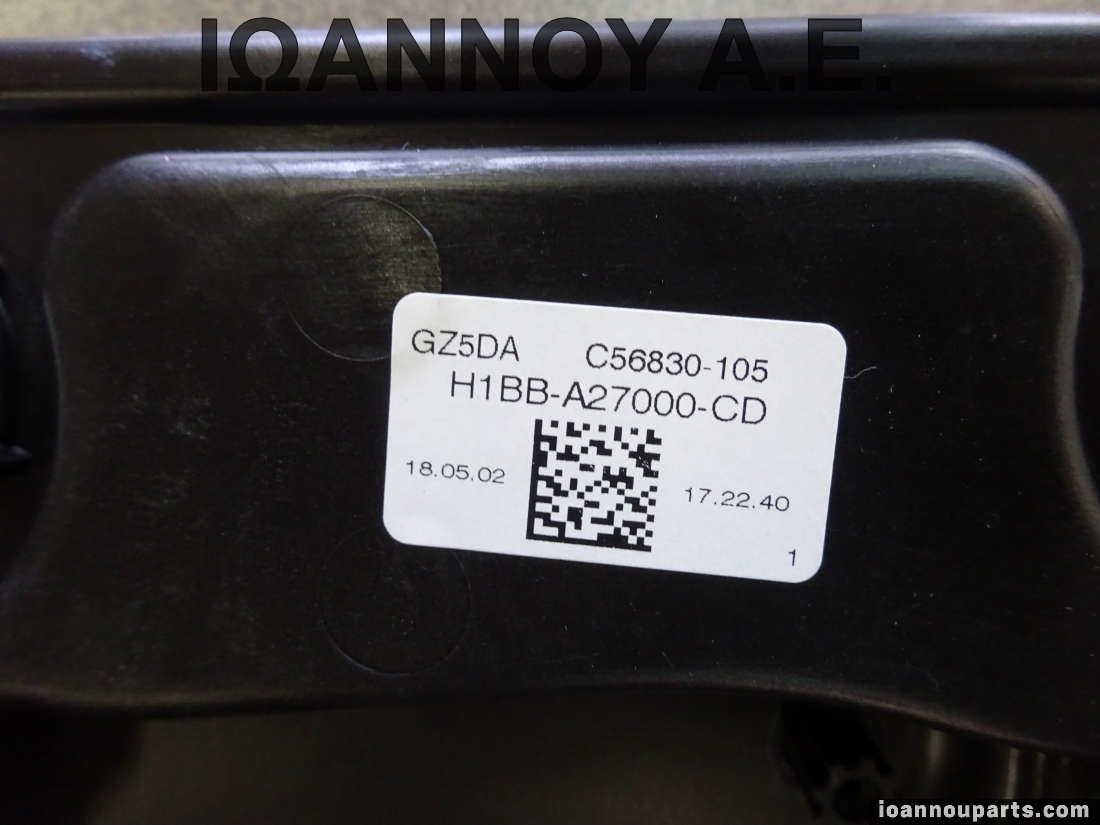 ΙΩΑΝΝΟΥ Α.Ε.
GZ5DA C56830-105
H1BB-A27000-CD
18.05.02 17.22.40
1
ioannouparts.com